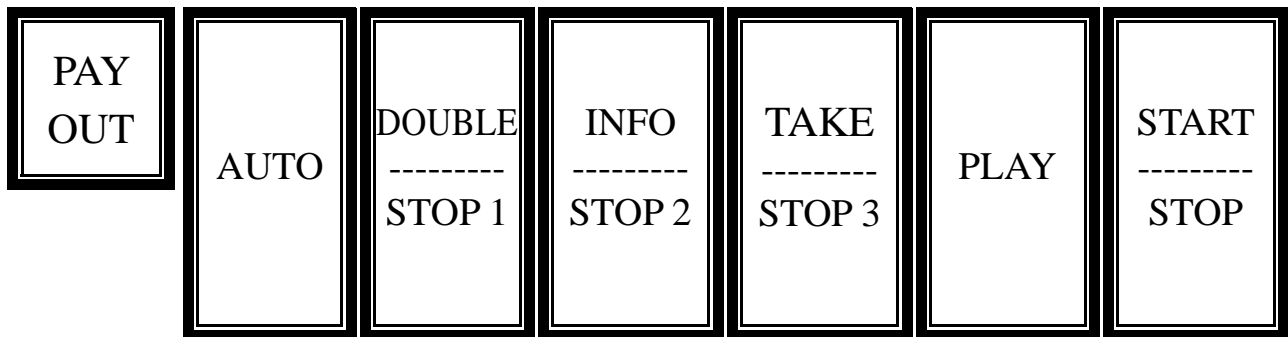 PAY
OUT
AUTO
DOUBLE
---------
STOP 1
INFO
---------
STOP 2
TAKE
---------
STOP 3
PLAY
START
---------
STOP